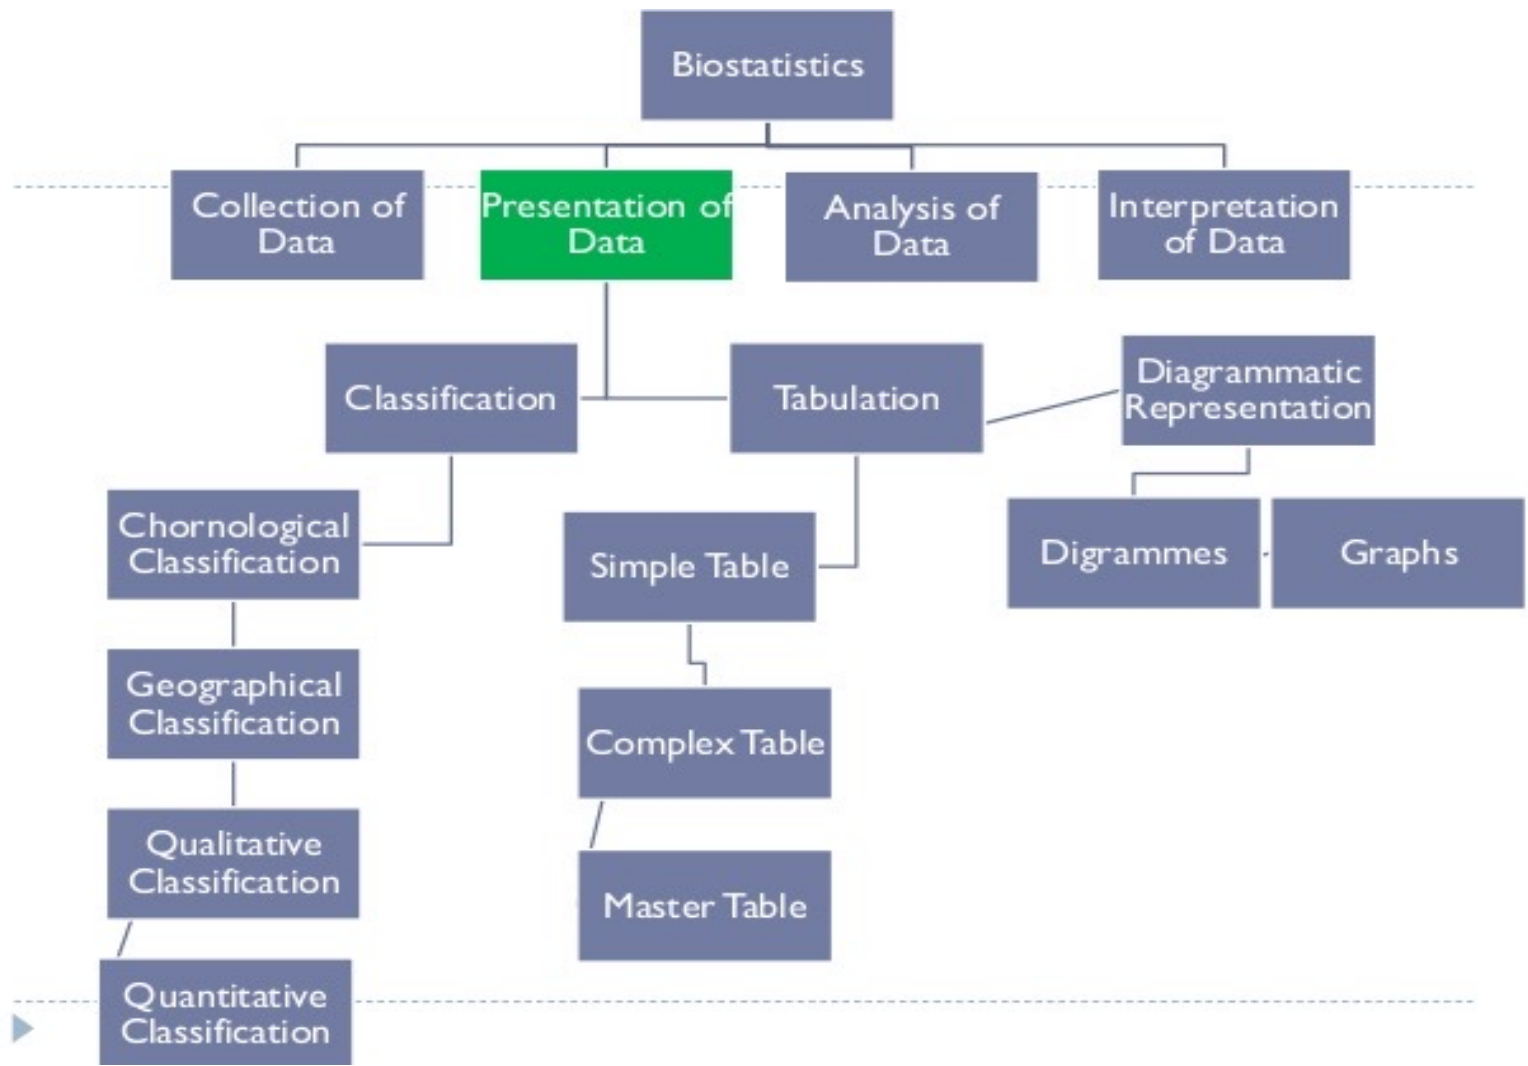 Biostatistics
Collection of
Data
Presentation of
Data
Analysis of
Data
Interpretation
of Data
Classification
Tabulation
Diagrammatic
Representation
Chornological
Classification
Simple Table
Digrammes
Graphs
Geographical
Classification
Complex Table
Qualitative
Classification
Master Table
Quantitative
Classification